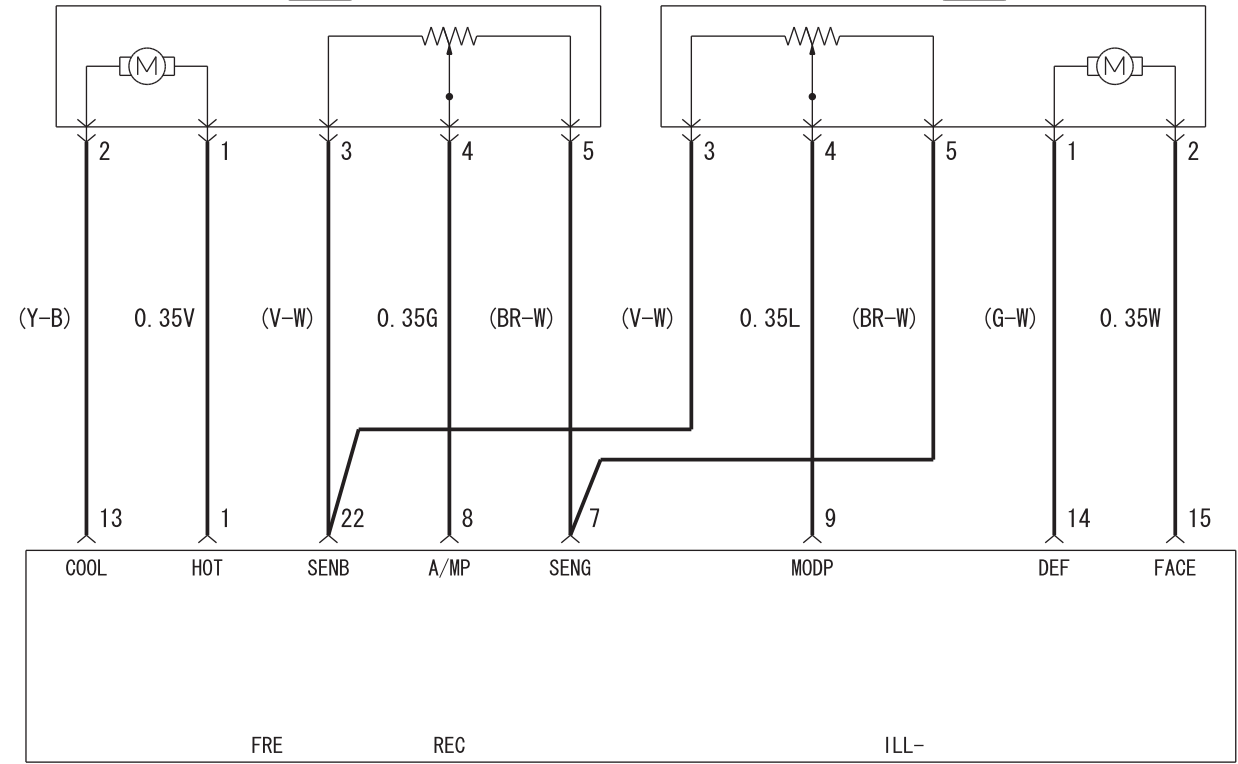 M M
2 1 3 4 5 3 4 5 1 2
(Y-B) 0.35V (V-W) 0.35G (BR-W) (V-W) 0.35L (BR-W) (G-W) 0.35W
13 1 22 8 7 9 14 15
COOL HOT SENB A/MP SENG MODP DEF FACE
FRE REC ILL-